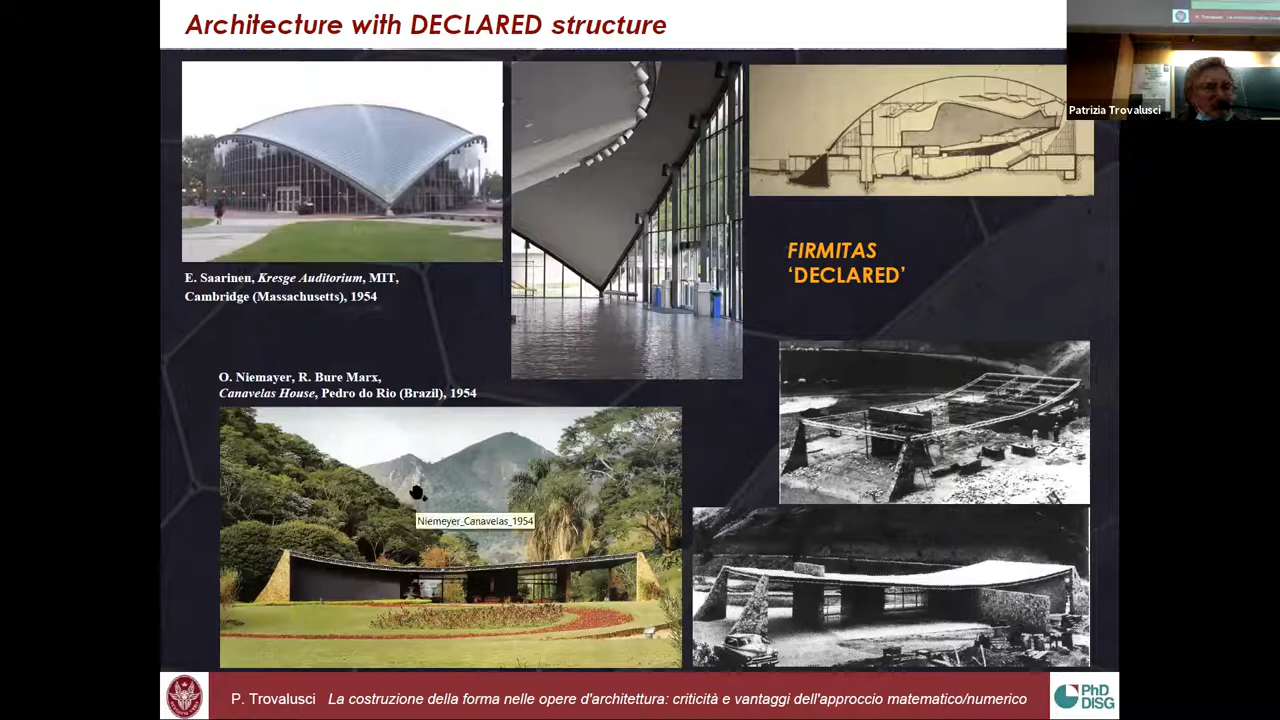 Architecture with DECLARED structure
Patrizia Trovalusci
FIRMITAS
‘DECLARED’
E. Saarinen, Kresge Auditorium, MIT,
Cambridge (Massachusetts), 1954
O. Niemayer, R. Bure Marx,
Canavelas House, Pedro do Rio (Brazil), 1954
Niemeyer_Canavelas_1954
P. Trovalusci La costruzione della forma nelle opere d'architettura: criticità e vantaggi dell'approccio matematico/numerico
PhD
DISG